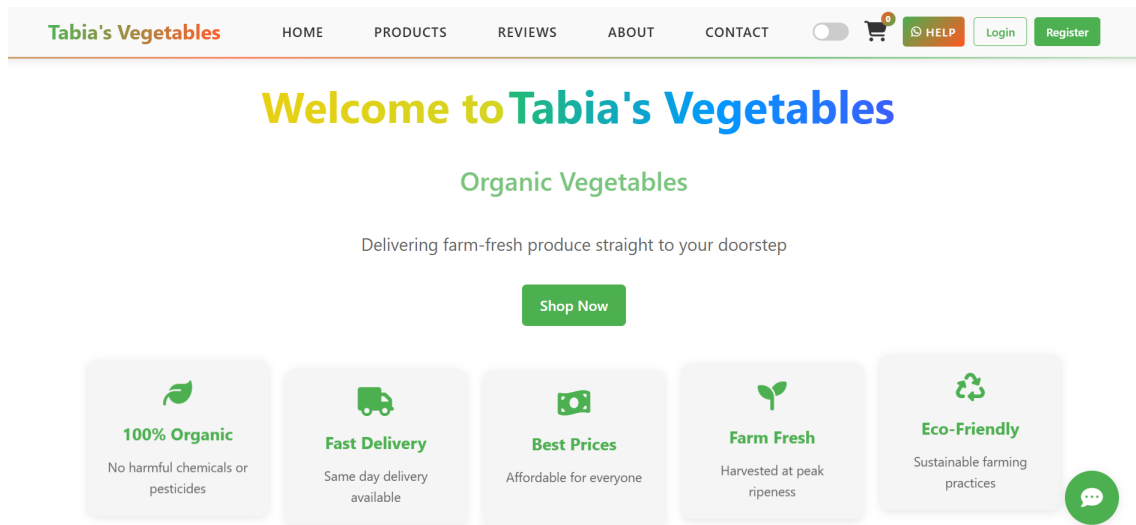 Tabia's Vegetables
HOME
PRODUCTS
REVIEWS
ABOUT
CONTACT
0
HELP
Login
Register
Welcome to Tabia's Vegetables
Organic Vegetables
Delivering farm-fresh produce straight to your doorstep
Shop Now
100% Organic
No harmful chemicals or
pesticides
Fast Delivery
Same day delivery
available
Best Prices
Affordable for everyone
Farm Fresh
Harvested at peak
ripeness
Eco-Friendly
Sustainable farming
practices